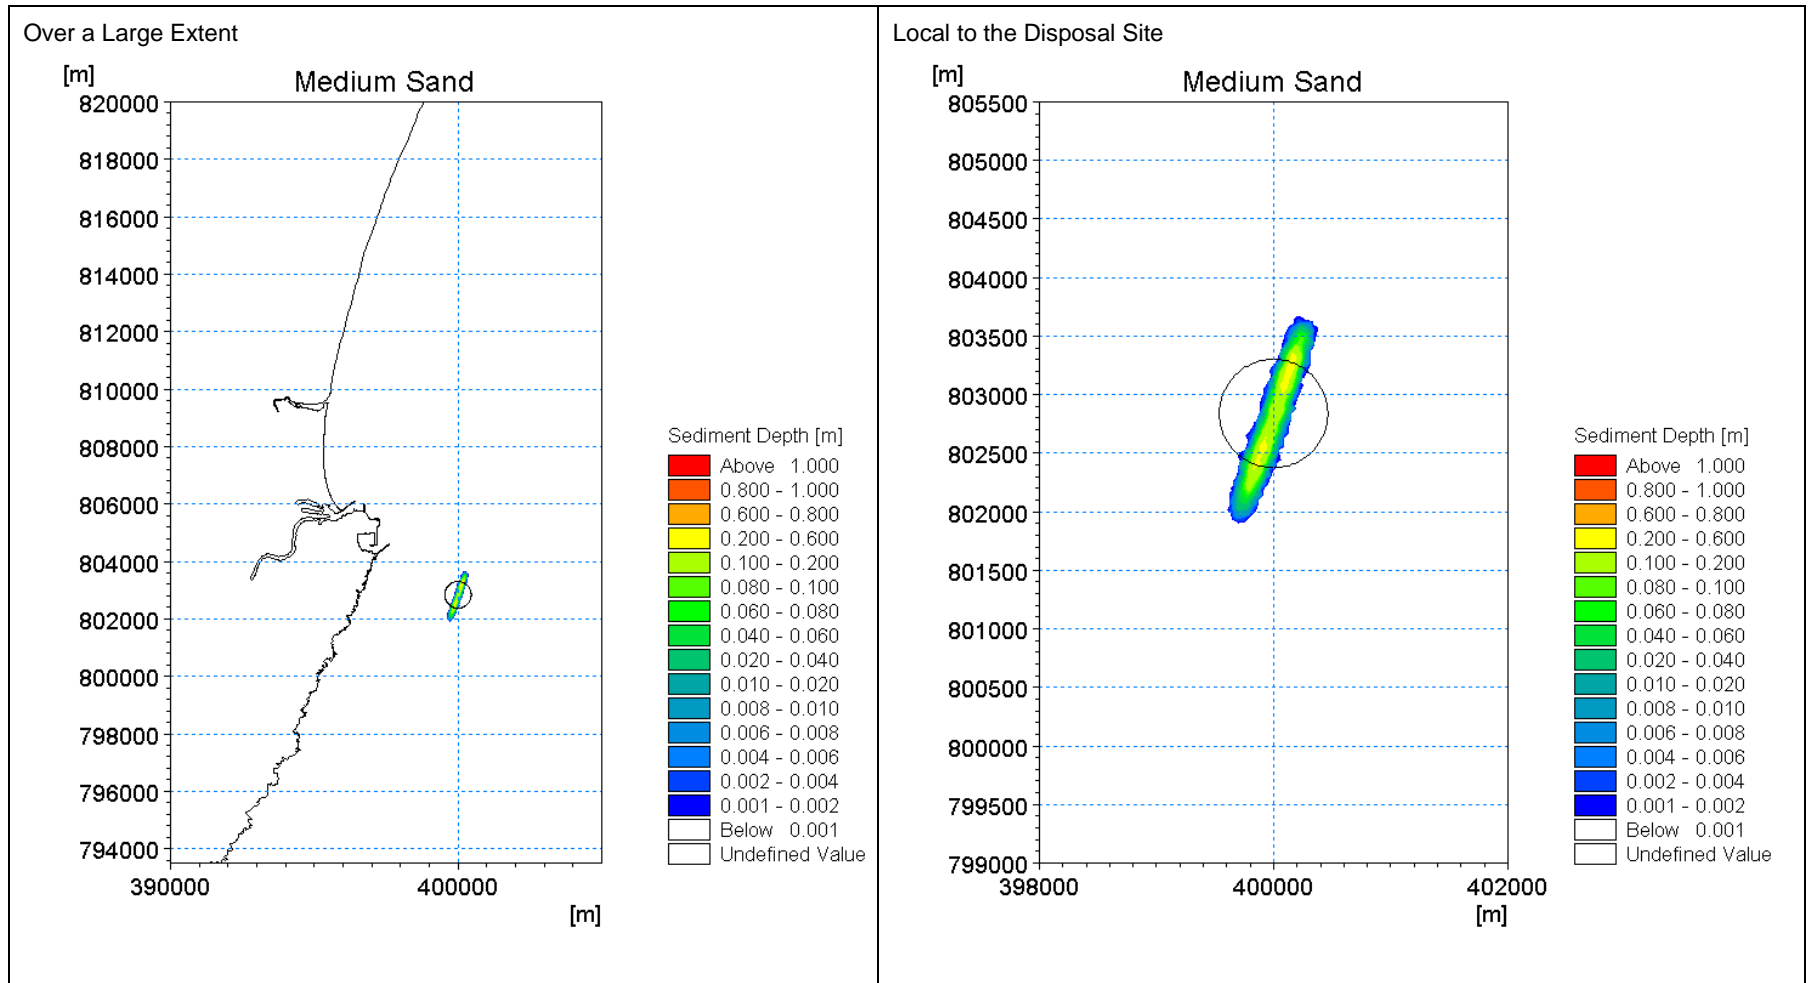 Over a Large Extent
[m]
Medium Sand
820000
818000
816000
814000
812000
810000
808000
806000
804000
802000
800000
798000
796000
794000
390000 400000
[m]
Sediment Depth [m]
Above 1.000
0.800 - 1.000
0.600 - 0.800
0.200 - 0.600
0.100 - 0.200
0.080 - 0.100
0.060 - 0.080
0.040 - 0.060
0.020 - 0.040
0.010 - 0.020
0.008 - 0.010
0.006 - 0.008
0.004 - 0.006
0.002 - 0.004
0.001 - 0.002
Below 0.001
Undefined Value
Local to the Disposal Site
[m]
Medium Sand
805500
805000
804500
804000
803500
803000
802500
802000
801500
801000
800500
800000
799500
799000
398000 400000 402000
[m]
Sediment Depth [m]
Above 1.000
0.800 - 1.000
0.600 - 0.800
0.200 - 0.600
0.100 - 0.200
0.080 - 0.100
0.060 - 0.080
0.040 - 0.060
0.020 - 0.040
0.010 - 0.020
0.008 - 0.010
0.006 - 0.008
0.004 - 0.006
0.002 - 0.004
0.001 - 0.002
Below 0.001
Undefined Value